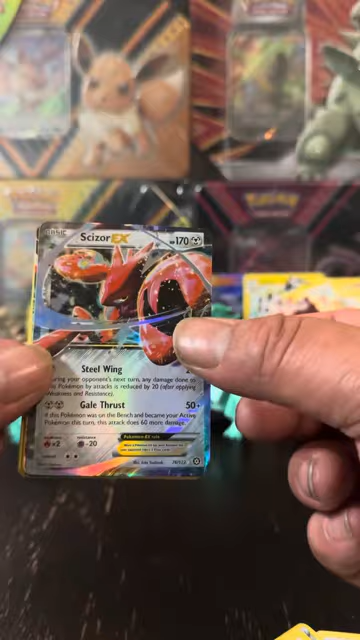 BASIC
Scizor EX
HP170
Steel Wing
during your opponent's next turn, any damage done to
this Pokémon by attacks is reduced by 20 (after applying
Weakness and Resistance).
Gale Thrust 50+
If this Pokémon was on the Bench and became your Active
Pokémon this turn, this attack does 60 more damage.
×2
-20
Pokémon-EX rule